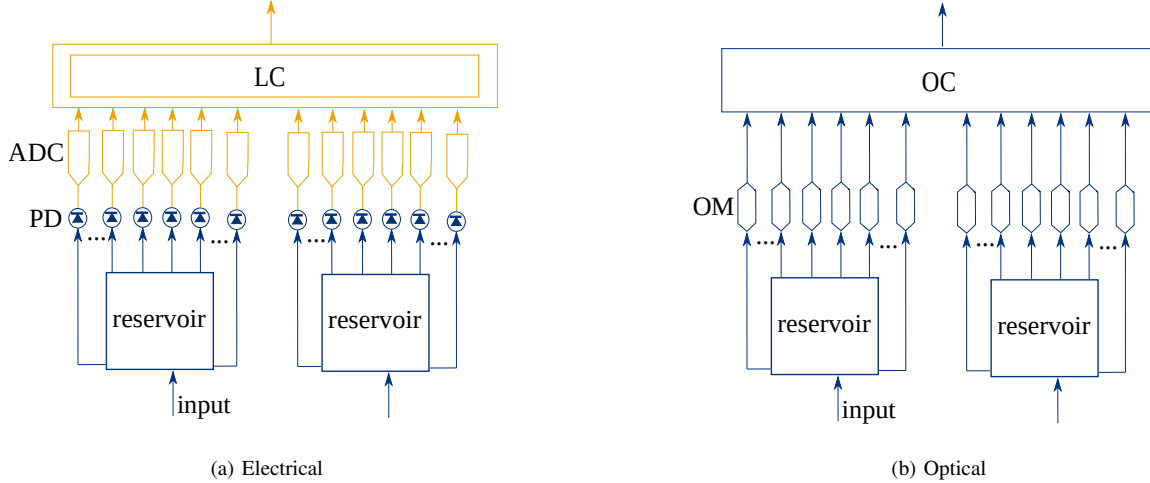 LC
ADC
PD
... ... ... ...
reservoir reservoir
input
(a) Electrical
OC
OM
... ... ... ...
reservoir reservoir
input
(b) Optical